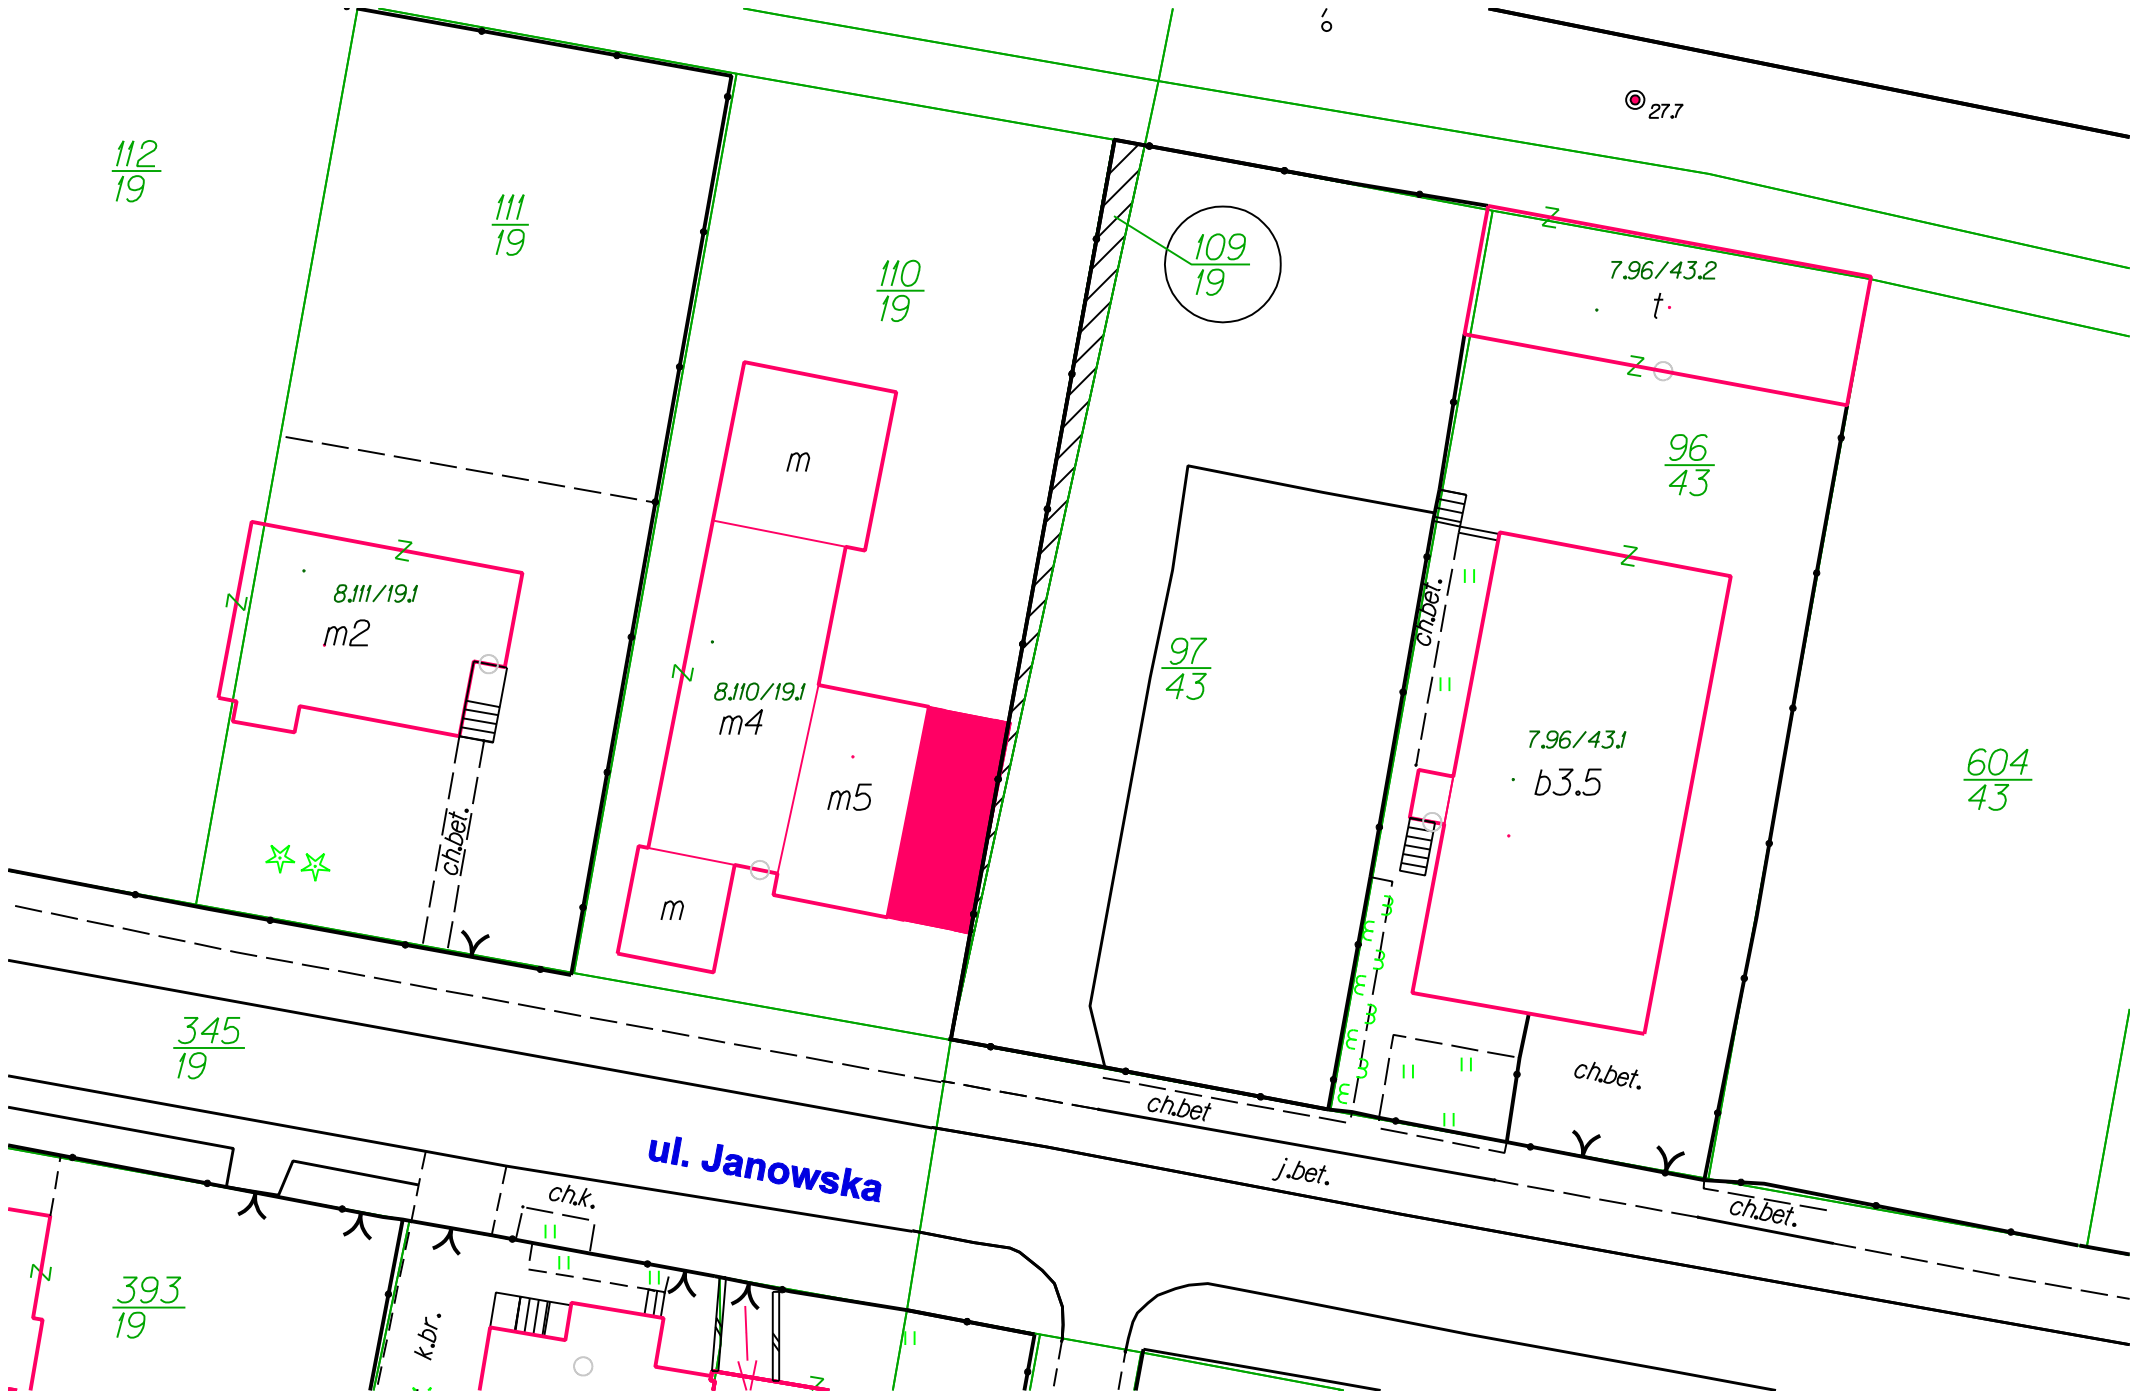 27.7
112
19
111
19
110
19
109
19
z
7.96/43.2
t
z
96
43
m
z
z
8.111/19.1
m2
z
ch.bet.
97
43
z
8.110/19.1
m4
m5
7.96/43.1
b3.5
604
43
ch.bet.
m
345
19
ch.bet.
ch.bet
ul. Janowska
j.bet.
ch.k.
ch.bet.
z
393
19
k.br.
z